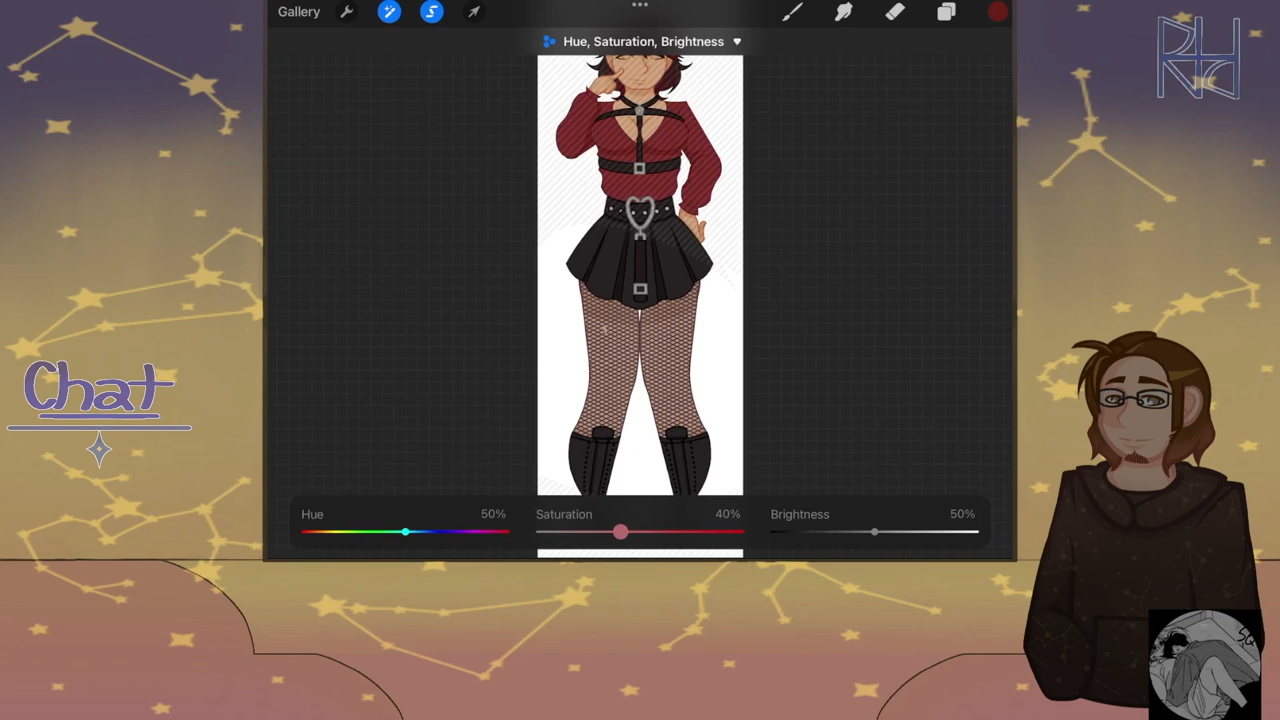 Gallery
Hue, Saturation, Brightness
Chat
Hue 50%
Saturation 40%
Brightness 50%